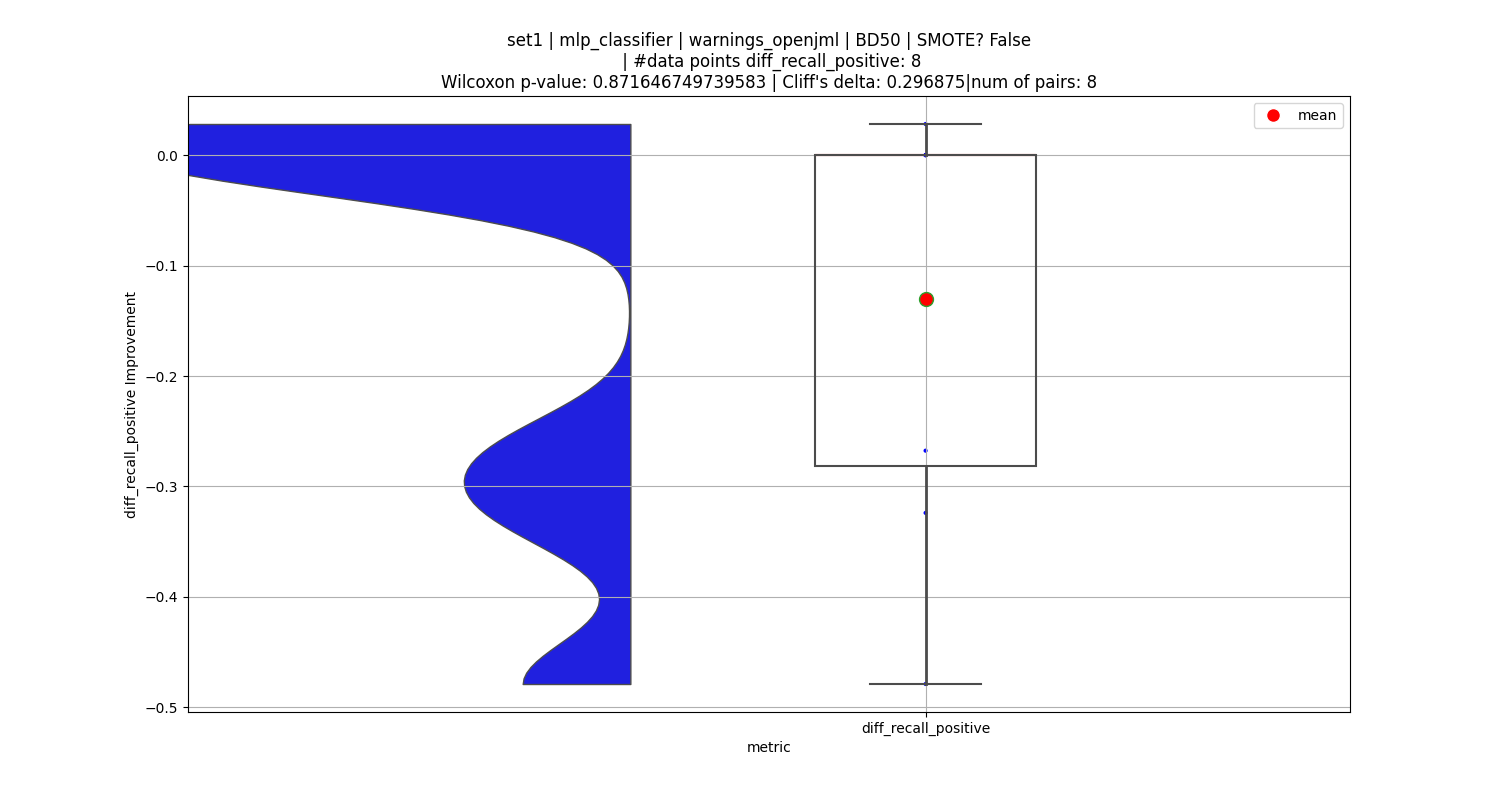 set1 | mlp_classifier | warnings_openjml | BD50 | SMOTE? False
| #data points diff_recall_positive: 8
Wilcoxon p-value: 0.871646749739583 | Cliff's delta: 0.296875|num of pairs: 8
mean
0.0
−0.1
−0.2
−0.3
−0.4
−0.5
diff_recall_positive Improvement
diff_recall_positive
metric